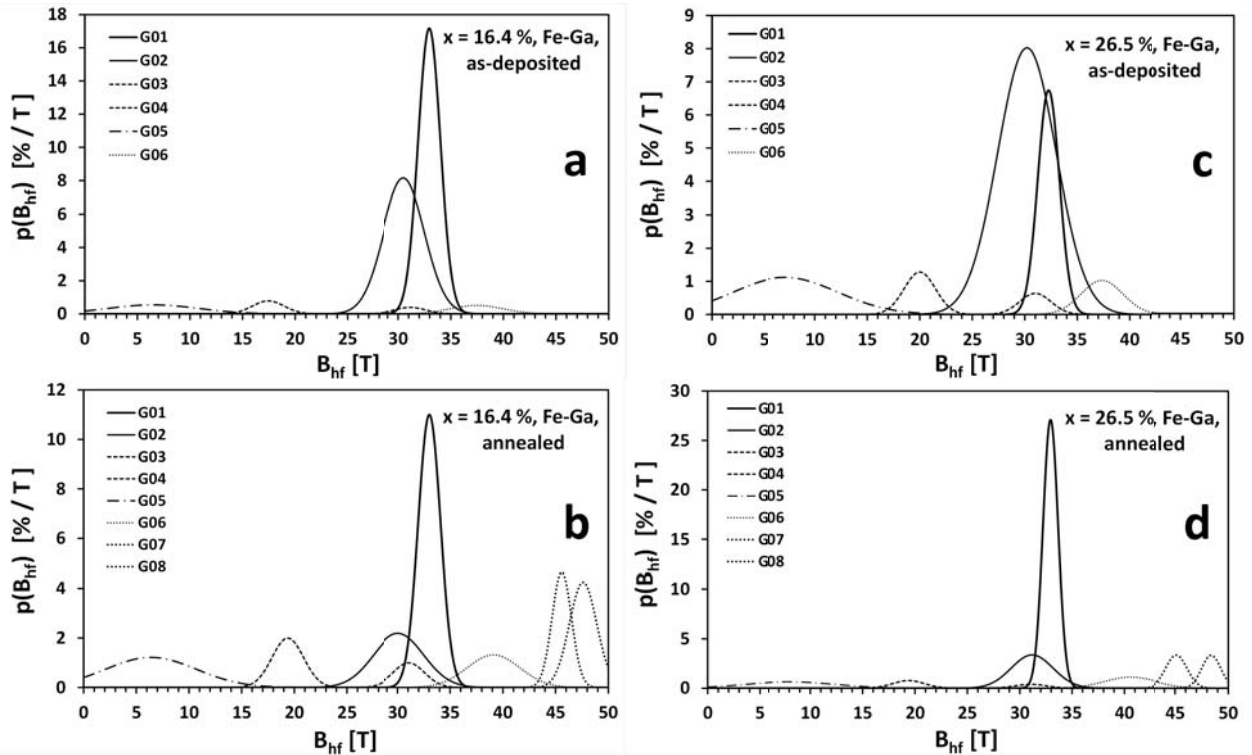 p(Bhf) [% / T]
18
16
14
12
10
8
6
4
2
0
G01
G02
G03
G04
G05
G06
x = 16.4 %, Fe-Ga,
as-deposited
a
0 5 10 15 20 25 30 35 40 45 50
Bhf [T]
p(Bhf) [% / T]
9
8
7
6
5
4
3
2
1
0
G01
G02
G03
G04
G05
G06
x = 26.5 %, Fe-Ga,
as-deposited
c
0 5 10 15 20 25 30 35 40 45 50
Bhf [T]
p(Bhf) [% / T]
12
10
8
6
4
2
0
G01
G02
G03
G04
G05
G06
G07
G08
x = 16.4 %, Fe-Ga,
annealed
b
0 5 10 15 20 25 30 35 40 45 50
Bhf [T]
p(Bhf) [% / T]
30
25
20
15
10
5
0
G01
G02
G03
G04
G05
G06
G07
G08
x = 26.5 %, Fe-Ga,
annealed
d
0 5 10 15 20 25 30 35 40 45 50
Bhf [T]